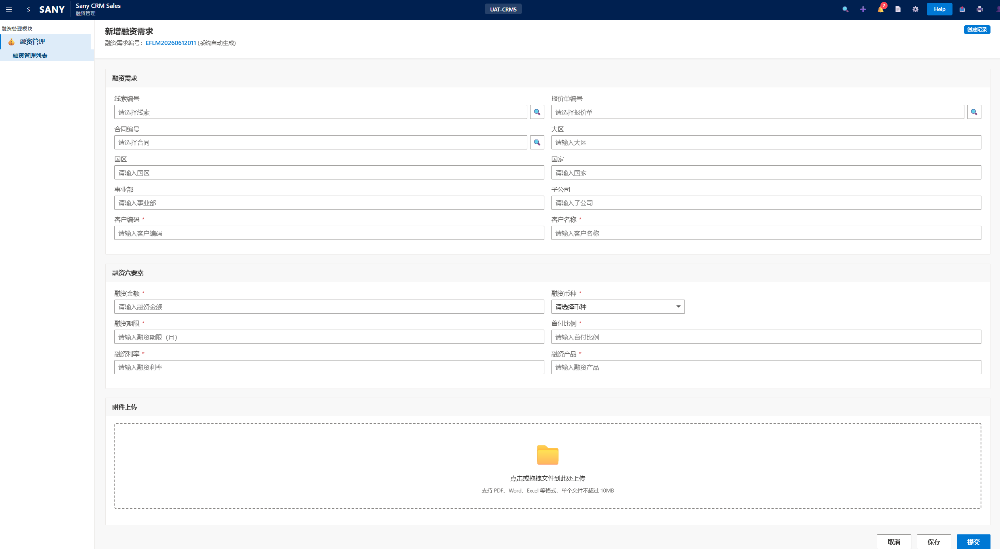 S SANY Sany CRM Sales
融资管理
UAT-CRM5
2
Help
融资管理模块
融资管理
融资管理列表
新增融资需求
创建记录
融资需求编号：EFLM20260612011 (系统自动生成)
融资需求
线索编号
请选择线索
报价单编号
请选择报价单
合同编号
请选择合同
大区
请输入大区
国区
请输入国区
国家
请输入国家
事业部
请输入事业部
子公司
请输入子公司
客户编码 *
请输入客户编码
客户名称 *
请输入客户名称
融资六要素
融资金额 *
请输入融资金额
融资币种 *
请选择币种
融资期限 *
请输入融资期限（月）
首付比例 *
请输入首付比例
融资利率 *
请输入融资利率
融资产品 *
请输入融资产品
附件上传
点击或拖拽文件到此处上传
支持 PDF、Word、Excel 等格式，单个文件不超过 10MB
取消
保存
提交